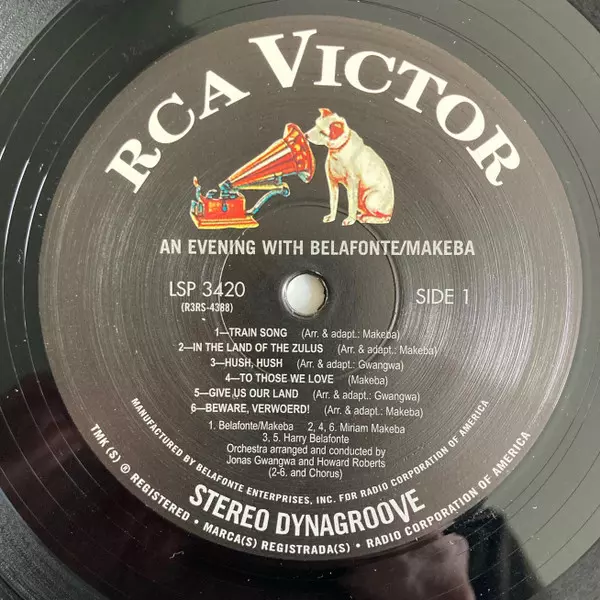 RCA VICTOR
AN EVENING WITH BELAFONTE/MAKEBA
LSP 3420
(R3RS-4388)
SIDE 1
1—TRAIN SONG (Arr. & adapt.: Makeba)
2—IN THE LAND OF THE ZULUS (Arr. & adapt.: Makeba)
3—HUSH, HUSH (Arr. & adapt.: Gwangwa)
4—TO THOSE WE LOVE (Makeba)
5—GIVE US OUR LAND (Arr. & adapt.: Gwangwa)
6—BEWARE, VERWOERD! (Arr. & adapt.: Makeba)
1. Belafonte/Makeba 2, 4, 6. Miriam Makeba
3, 5. Harry Belafonte
Orchestra arranged and conducted by
Jonas Gwangwa and Howard Roberts
(2-6. and Chorus)
MANUFACTURED BY BELAFONTE ENTERPRISES, INC. FOR RADIO CORPORATION OF AMERICA
STEREO DYNAGROOVE
TMK(S) ® REGISTERED • MARCA(S) REGISTRADA(S) • RADIO CORPORATION OF AMERICA